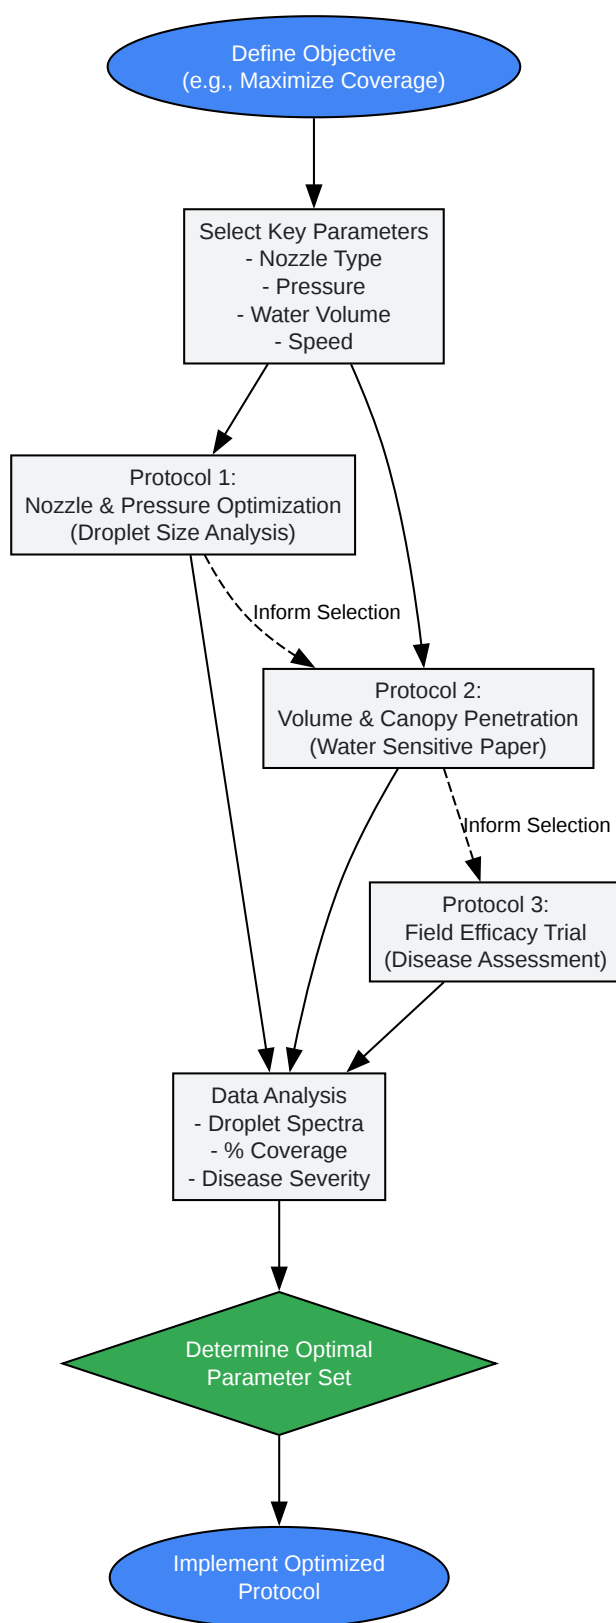 Define Objective
(e.g., Maximize Coverage)
Select Key Parameters
- Nozzle Type
- Pressure
- Water Volume
- Speed
Protocol 1:
Nozzle & Pressure Optimization
(Droplet Size Analysis)
Inform Selection
Protocol 2:
Volume & Canopy Penetration
(Water Sensitive Paper)
Inform Selection
Protocol 3:
Field Efficacy Trial
(Disease Assessment)
Data Analysis
- Droplet Spectra
- % Coverage
- Disease Severity
Determine Optimal
Parameter Set
Implement Optimized
Protocol